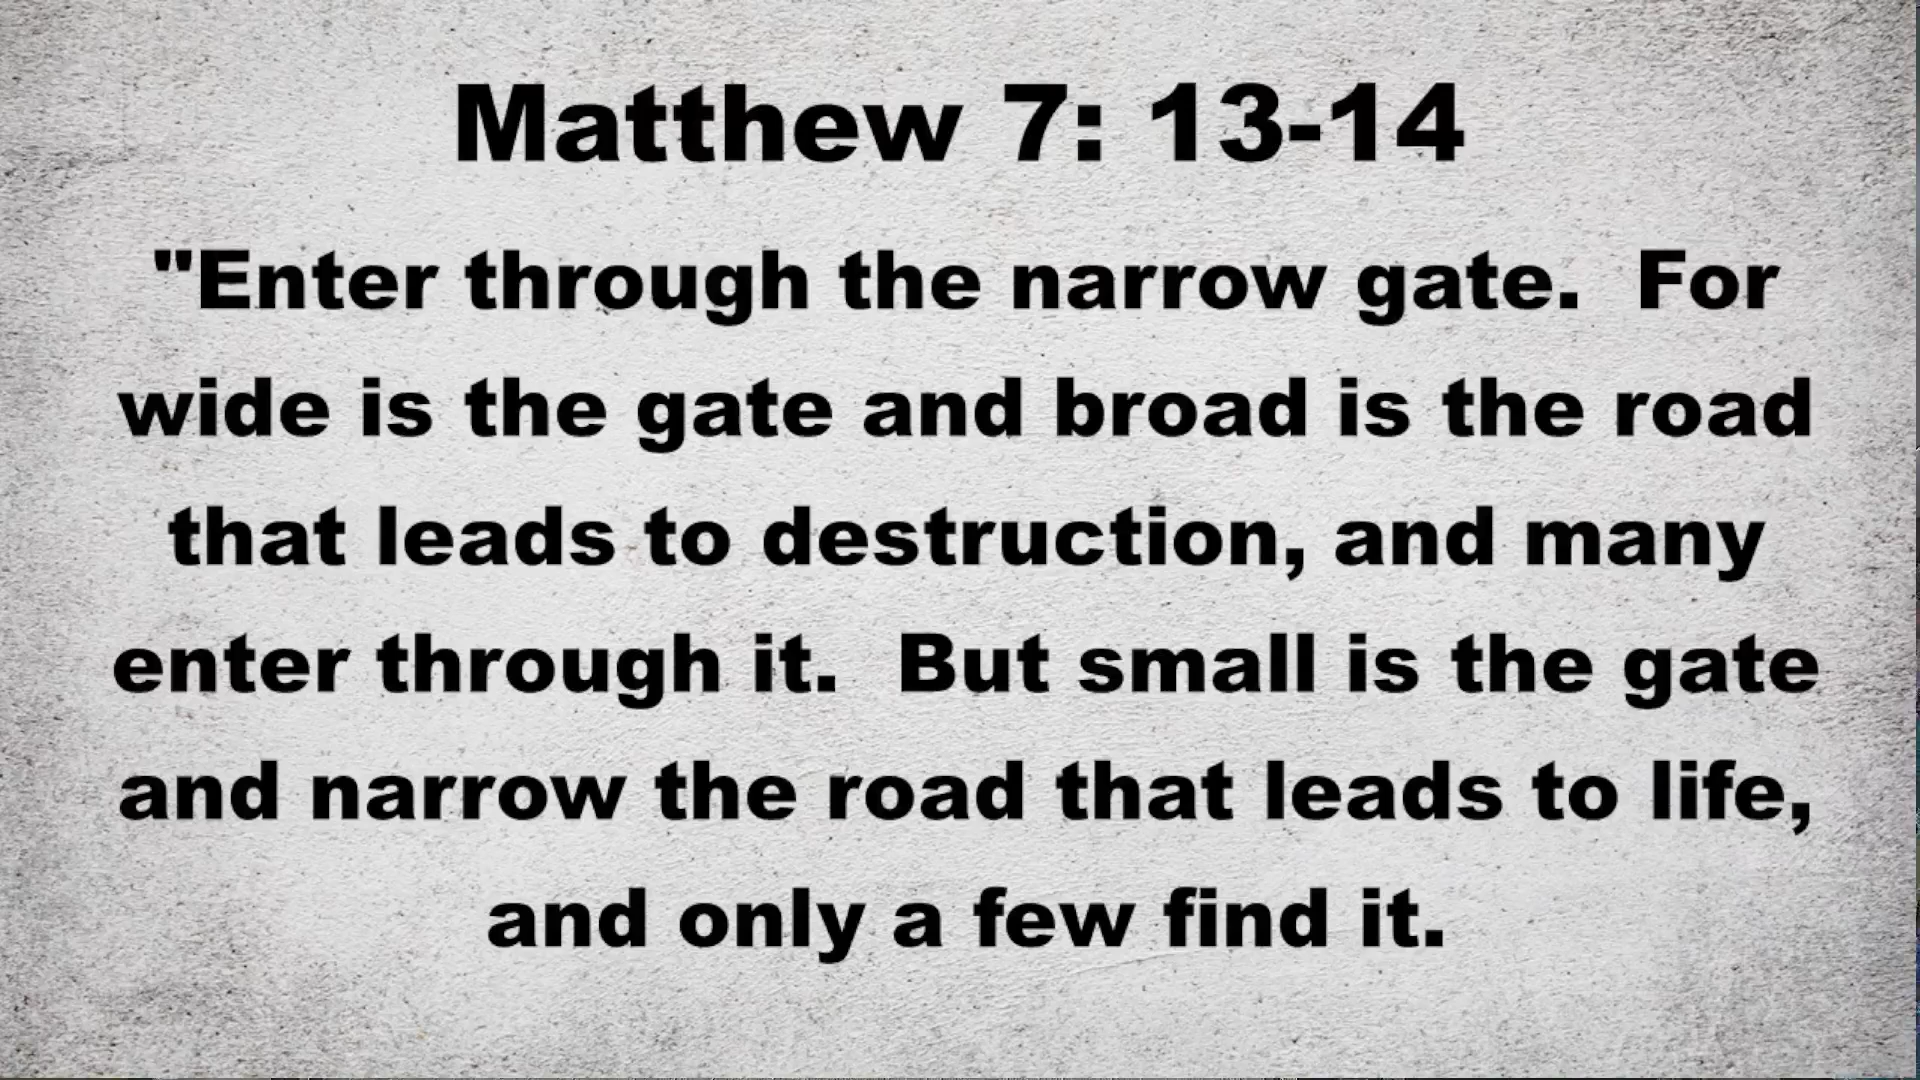 Matthew 7: 13-14
"Enter through the narrow gate.  For
wide is the gate and broad is the road
that leads to destruction, and many
enter through it.  But small is the gate
and narrow the road that leads to life,
and only a few find it.